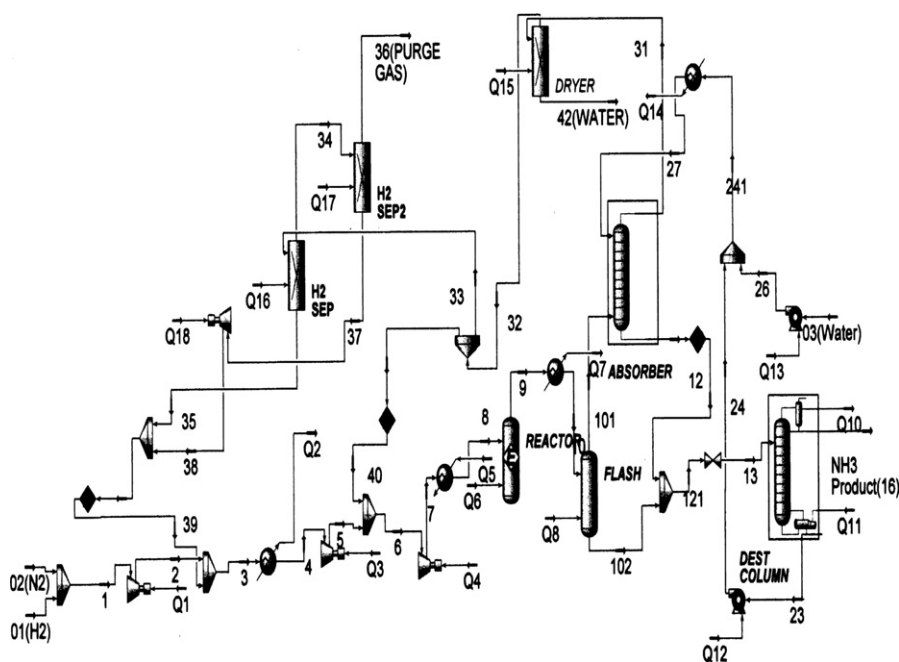 36(PURGE
GAS)
31
Q15
DRYER
42(WATER)
Q14
34
27
Q17
H2
SEP2
241
Q16
H2
SEP
33
32
Q18
37
26
03(Water)
Q7
ABSORBER
12
Q13
9
24
8
101
35
38
Q2
REACTOR
Q10
40
Q5
FLASH
NH3
Product(16)
Q6
7
121
13
Q11
39
Q8
5
6
02(N2)
2
3
4
Q3
102
DEST
COLUMN
1
Q1
Q4
23
01(H2)
Q12